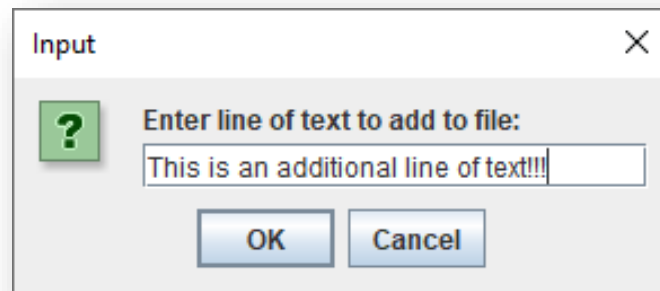 Input
?
Enter line of text to add to file:
This is an additional line of text!!!
OK
Cancel